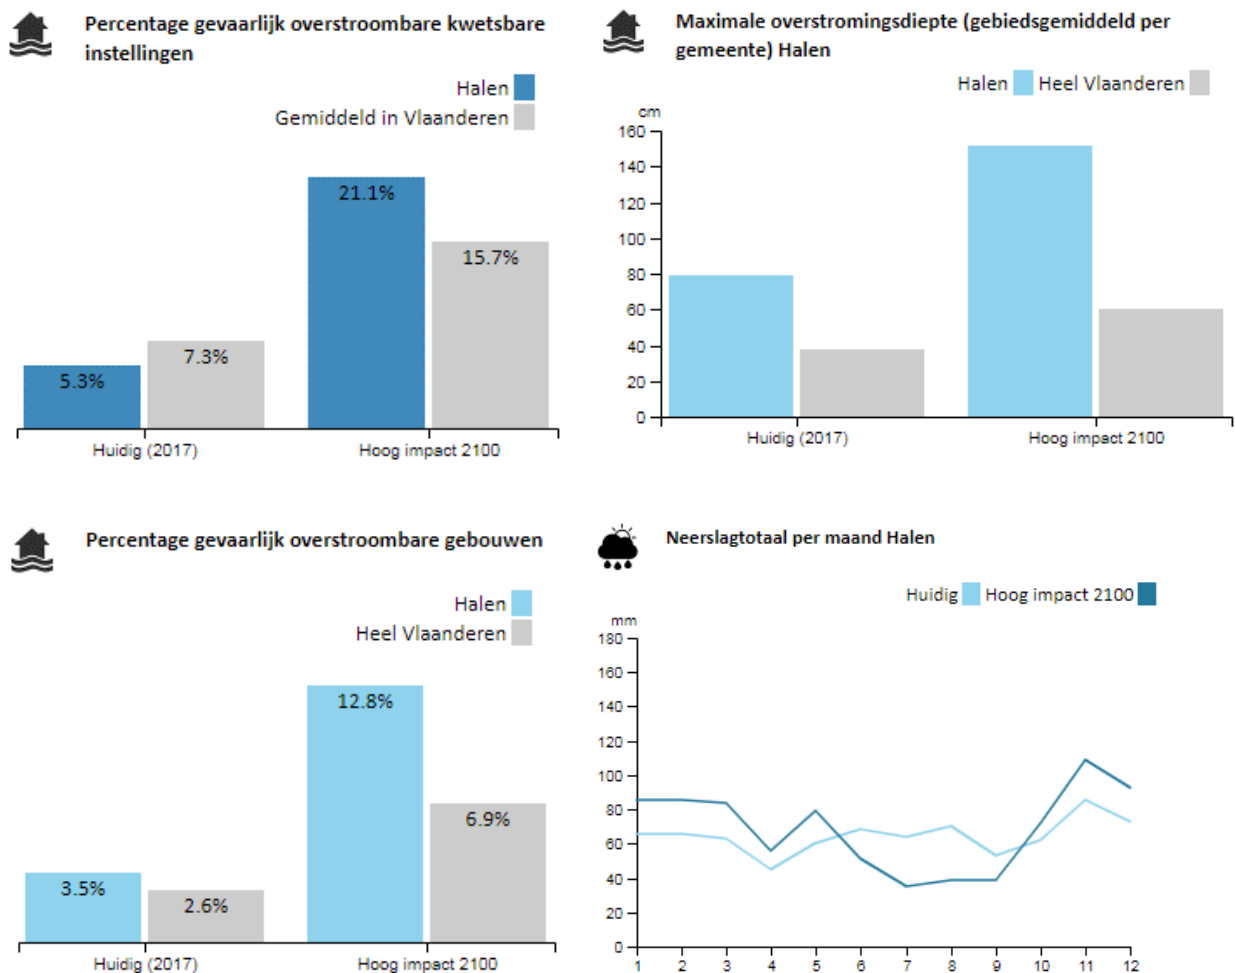 Percentage gevaarlijk overstroombare kwetsbare
instellingen
Halen
Gemiddeld in Vlaanderen
21.1%
15.7%
7.3%
5.3%
Huidig (2017)
Hoog impact 2100
Maximale overstromingsdiepte (gebiedsgemiddeld per
gemeente) Halen
Halen Heel Vlaanderen
cm
160
140
120
100
80
60
40
20
0
Huidig (2017)
Hoog impact 2100
Percentage gevaarlijk overstroombare gebouwen
Halen
Heel Vlaanderen
12.8%
6.9%
3.5%
2.6%
Huidig (2017)
Hoog impact 2100
Neerslagtotaal per maand Halen
Huidig Hoog impact 2100
mm
180
160
140
120
100
80
60
40
20
0
1 2 3 4 5 6 7 8 9 10 11 12